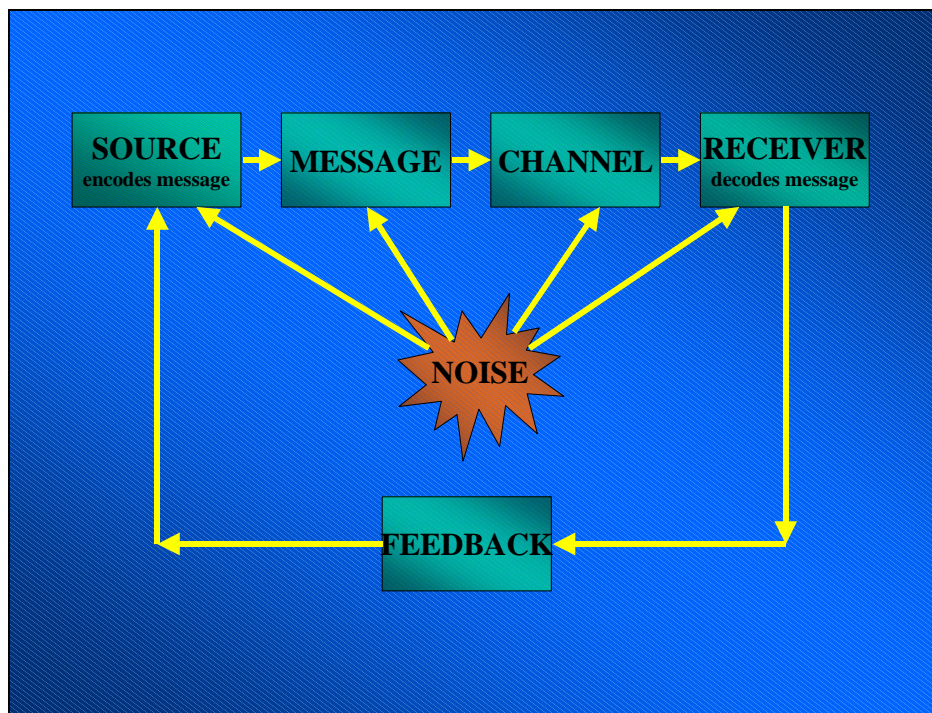 SOURCE
encodes message
MESSAGE
CHANNEL
RECEIVER
decodes message
NOISE
FEEDBACK